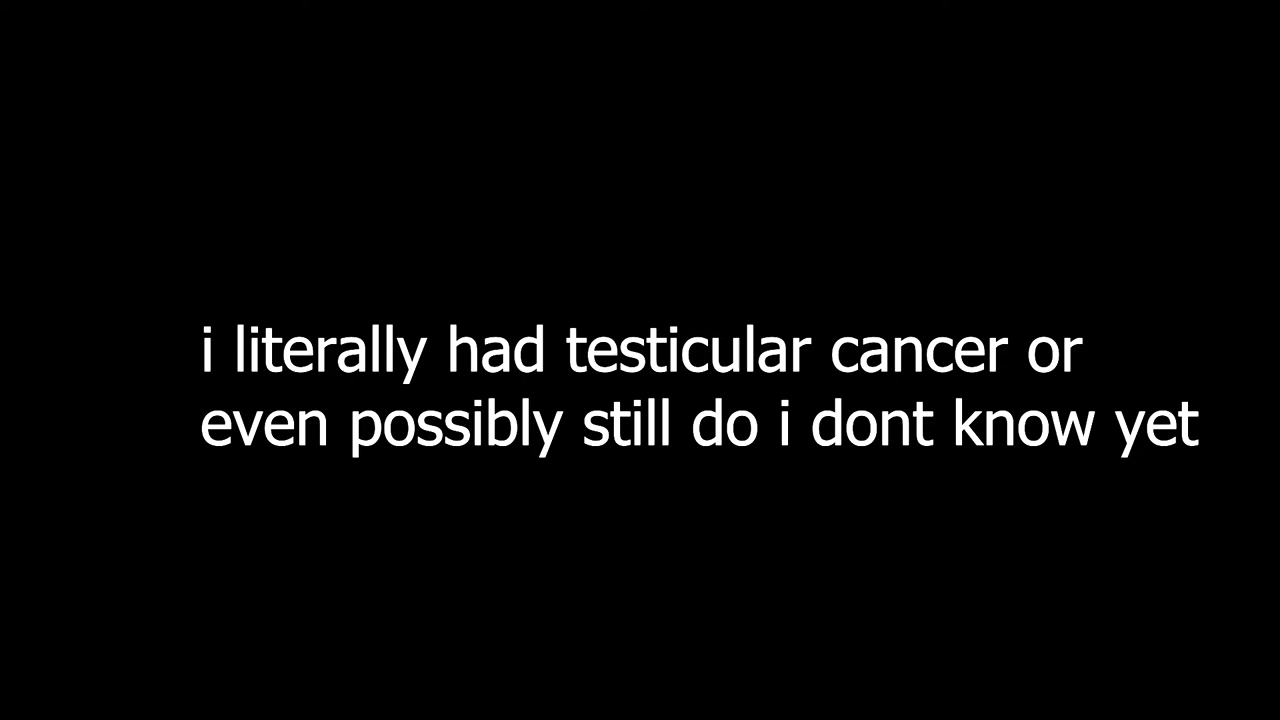 i literally had testicular cancer or
even possibly still do i dont know yet